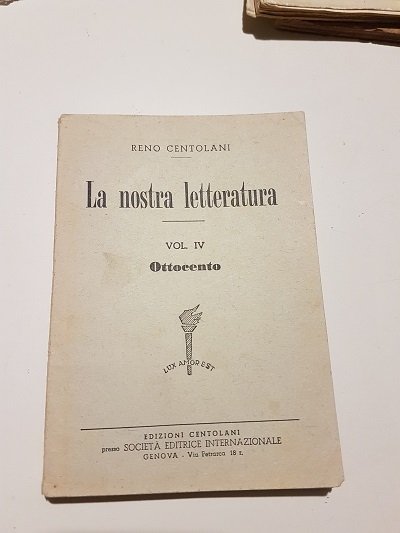 RENO CENTOLANI
La nostra letteratura
VOL. IV
Ottocento
LUX AMOR EST
EDIZIONI CENTOLANI
presso SOCIETÀ EDITRICE INTERNAZIONALE
GENOVA - Via Petrarca 18 r.